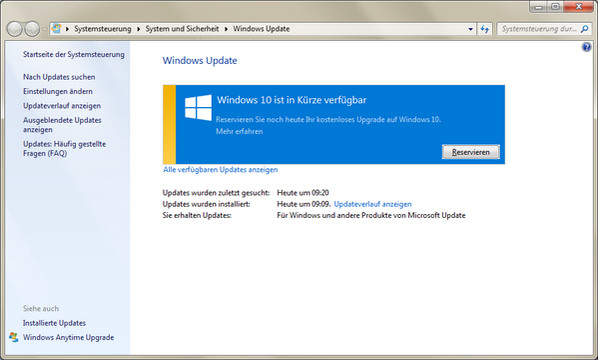 Systemsteuerung ▸ System und Sicherheit ▸ Windows Update
Systemsteuerung dur...
Startseite der Systemsteuerung
Nach Updates suchen
Einstellungen ändern
Updateverlauf anzeigen
Ausgeblendete Updates
anzeigen
Updates: Häufig gestellte
Fragen (FAQ)
Siehe auch
Installierte Updates
Windows Anytime Upgrade
Windows Update
Windows 10 ist in Kürze verfügbar
Reservieren Sie noch heute Ihr kostenloses Upgrade auf Windows 10.
Mehr erfahren
Reservieren
Alle verfügbaren Updates anzeigen
Updates wurden zuletzt gesucht: Heute um 09:20
Updates wurden installiert: Heute um 09:09. Updateverlauf anzeigen
Sie erhalten Updates: Für Windows und andere Produkte von Microsoft Update